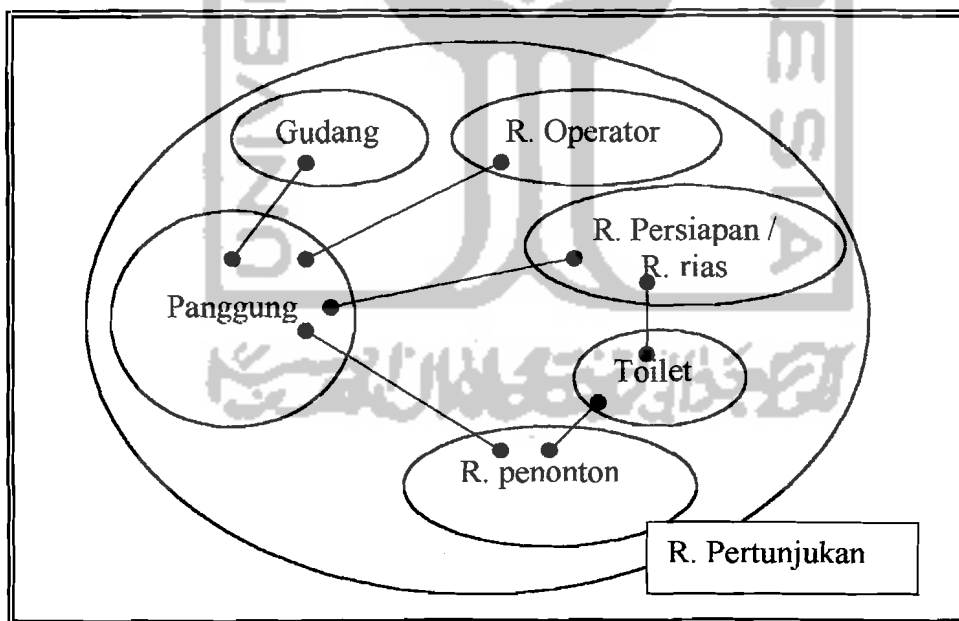 Gudang
R. Operator
R. Persiapan /
R. rias
Panggung
Toilet
R. penonton
R. Pertunjukan